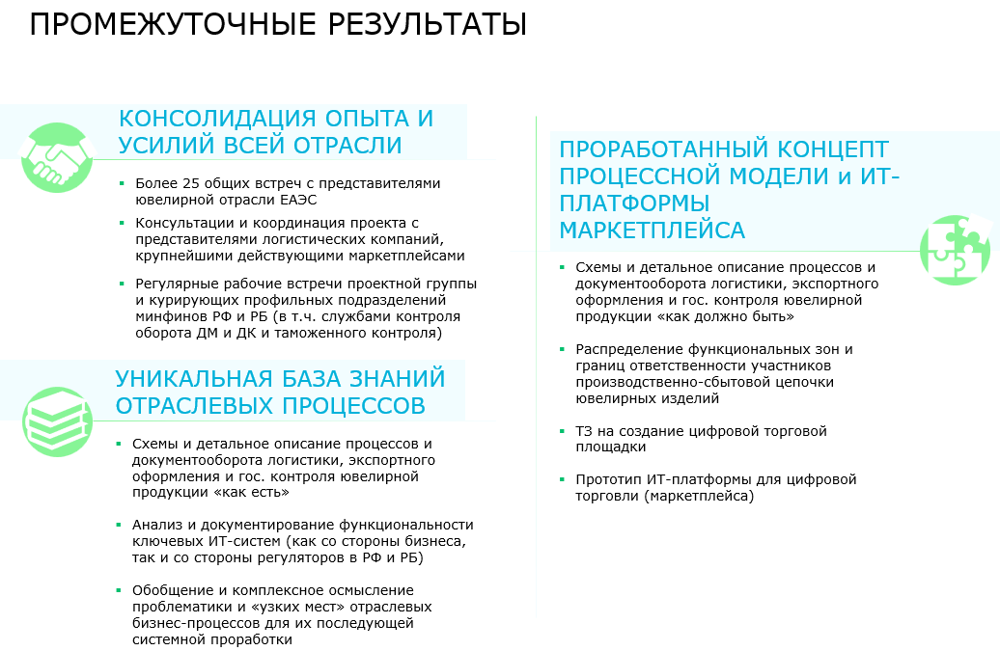 ПРОМЕЖУТОЧНЫЕ РЕЗУЛЬТАТЫ
КОНСОЛИДАЦИЯ ОПЫТА И
УСИЛИЙ ВСЕЙ ОТРАСЛИ
Более 25 общих встреч с представителями
ювелирной отрасли ЕАЭС
Консультации и координация проекта с
представителями логистических компаний,
крупнейшими действующими маркетплейсами
Регулярные рабочие встречи проектной группы
и курирующих профильных подразделений
минфинов РФ и РБ (в т.ч. службами контроля
оборота ДМ и ДК и таможенного контроля)
УНИКАЛЬНАЯ БАЗА ЗНАНИЙ
ОТРАСЛЕВЫХ ПРОЦЕССОВ
Схемы и детальное описание процессов и
документооборота логистики, экспортного
оформления и гос. контроля ювелирной
продукции «как есть»
Анализ и документирование функциональности
ключевых ИТ-систем (как со стороны бизнеса,
так и со стороны регуляторов в РФ и РБ)
Обобщение и комплексное осмысление
проблематики и «узких мест» отраслевых
бизнес-процессов для их последующей
системной проработки
ПРОРАБОТАННЫЙ КОНЦЕПТ
ПРОЦЕССНОЙ МОДЕЛИ и ИТ-
ПЛАТФОРМЫ
МАРКЕТПЛЕЙСА
Схемы и детальное описание процессов и
документооборота логистики, экспортного
оформления и гос. контроля ювелирной
продукции «как должно быть»
Распределение функциональных зон и
границ ответственности участников
производственно-сбытовой цепочки
ювелирных изделий
ТЗ на создание цифровой торговой
площадки
Прототип ИТ-платформы для цифровой
торговли (маркетплейса)